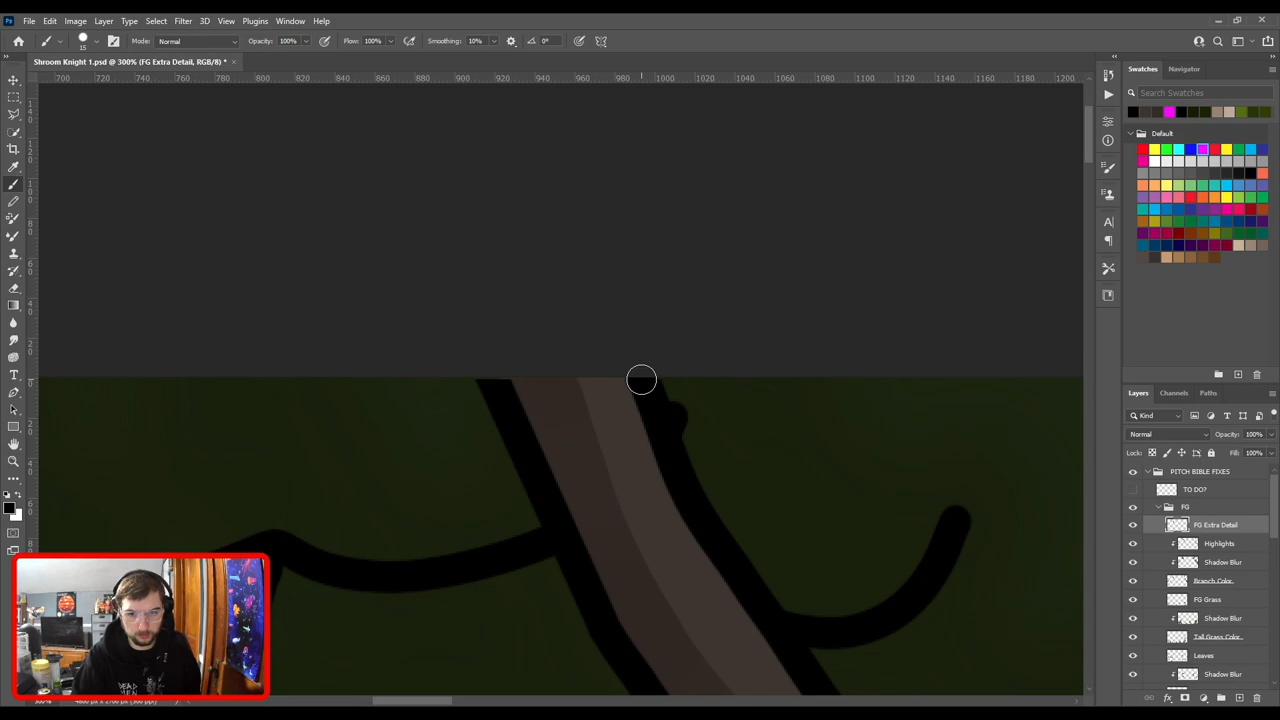 File Edit Image Layer Type Select Filter 3D View Plugins Window Help
15 Mode: Normal Opacity: 100% Flow: 100% Smoothing: 10% 0°
Shroom Knight 1.psd @ 300% (FG Extra Detail, RGB/8) *
700 720 740 760 780 800 820 840 860 880 900 920 940 960 980 1000 1020 1040 1060 1080 1100 1120 1140 1160 1180 1200
Swatches Navigator
Search Swatches
Default
Layers Channels Paths
Kind
Normal Opacity: 100%
Lock: Fill: 100%
PITCH BIBLE FIXES
TO DO?
FG
FG Extra Detail
Highlights
Shadow Blur
Branch Color
FG Grass
Shadow Blur
Tall Grass Color
Leaves
Shadow Blur
DEAD